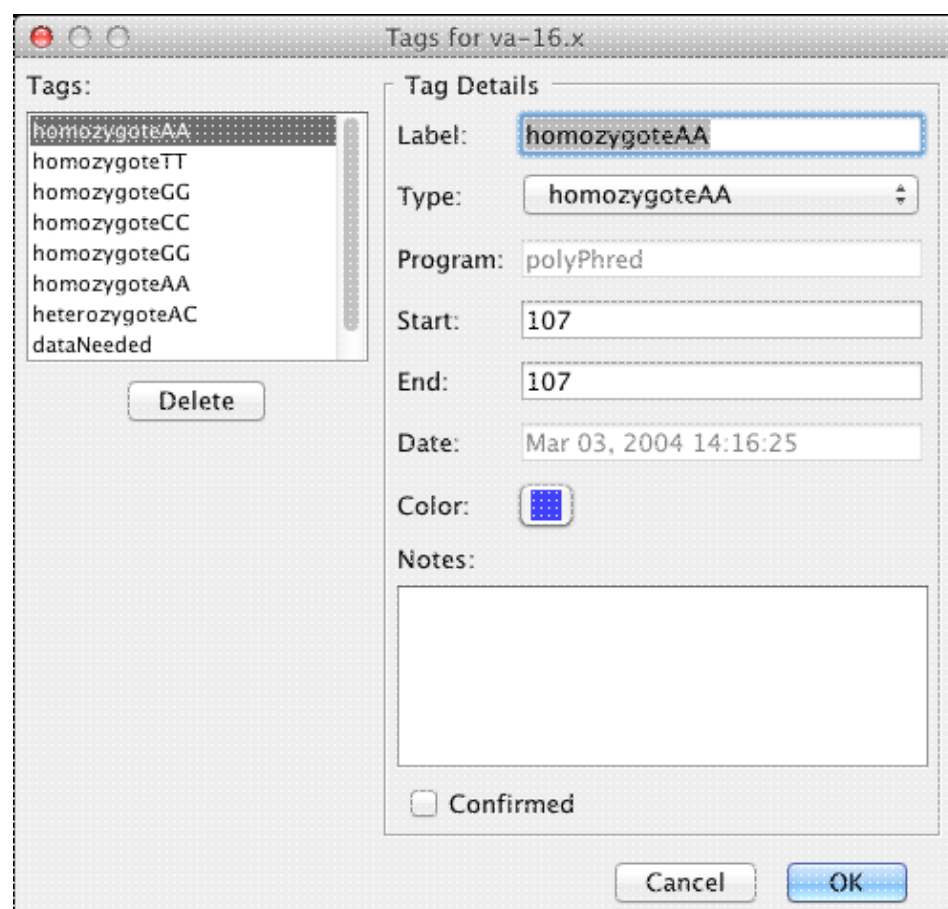 Tags for va-16.x
Tags:
homozygoteAA
homozygoteTT
homozygoteGG
homozygoteCC
homozygoteGG
homozygoteAA
heterozygoteAC
dataNeeded
Delete
Tag Details
Label: homozygoteAA
Type: homozygoteAA
Program: polyPhred
Start: 107
End: 107
Date: Mar 03, 2004 14:16:25
Color:
Notes:
Confirmed
Cancel OK